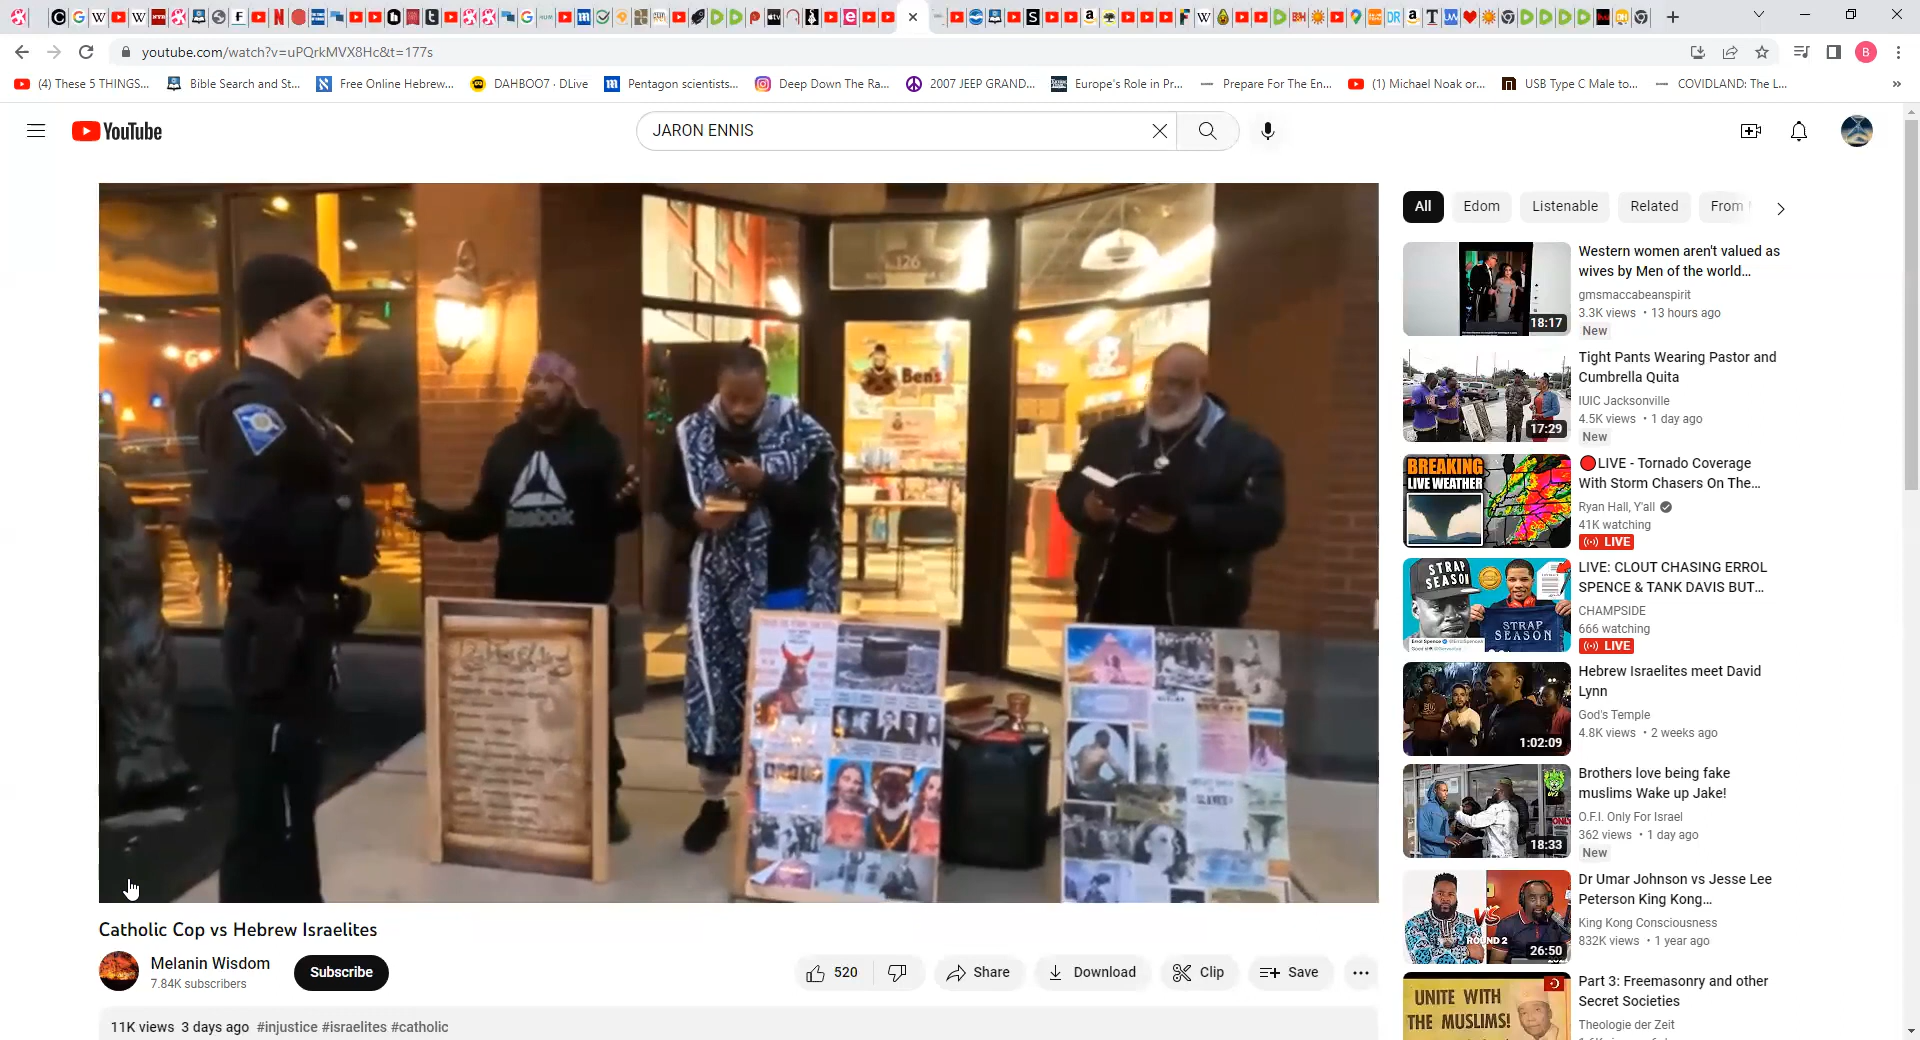 youtube.com/watch?v=uPQrkMVX8Hc&t=177s
B
(4) These 5 THINGS...
Bible Search and St...
Free Online Hebrew...
DAHBOO7 · DLive
Pentagon scientists...
Deep Down The Ra...
2007 JEEP GRAND...
Europe's Role in Pr...
Prepare For The En...
(1) Michael Noak or...
USB Type C Male to...
COVIDLAND: The L...
»
YouTube
JARON ENNIS
All
Edom
Listenable
Related
From
126
Ben's
Reebok
Western women aren't valued as
wives by Men of the world...
gmsmaccabeanspirit
3.3K views • 13 hours ago
New
18:17
Tight Pants Wearing Pastor and
Cumbrella Quita
IUIC Jacksonville
4.5K views • 1 day ago
New
17:29
BREAKING
LIVE WEATHER
🔴LIVE - Tornado Coverage
With Storm Chasers On The...
Ryan Hall, Y'all
41K watching
LIVE
STRAP
SEASON
STRAP
SEASON
LIVE: CLOUT CHASING ERROL
SPENCE & TANK DAVIS BUT...
CHAMPSIDE
666 watching
LIVE
Hebrew Israelites meet David
Lynn
God's Temple
4.8K views • 2 weeks ago
1:02:09
Brothers love being fake
muslims Wake up Jake!
O.F.I. Only For Israel
362 views • 1 day ago
New
18:33
Dr Umar Johnson vs Jesse Lee
Peterson King Kong...
King Kong Consciousness
832K views • 1 year ago
VS
ROUND 2
26:50
UNITE WITH
THE MUSLIMS!
Part 3: Freemasonry and other
Secret Societies
Theologie der Zeit
Catholic Cop vs Hebrew Israelites
Melanin Wisdom
7.84K subscribers
Subscribe
520
Share
Download
Clip
Save
11K views 3 days ago #injustice #israelites #catholic